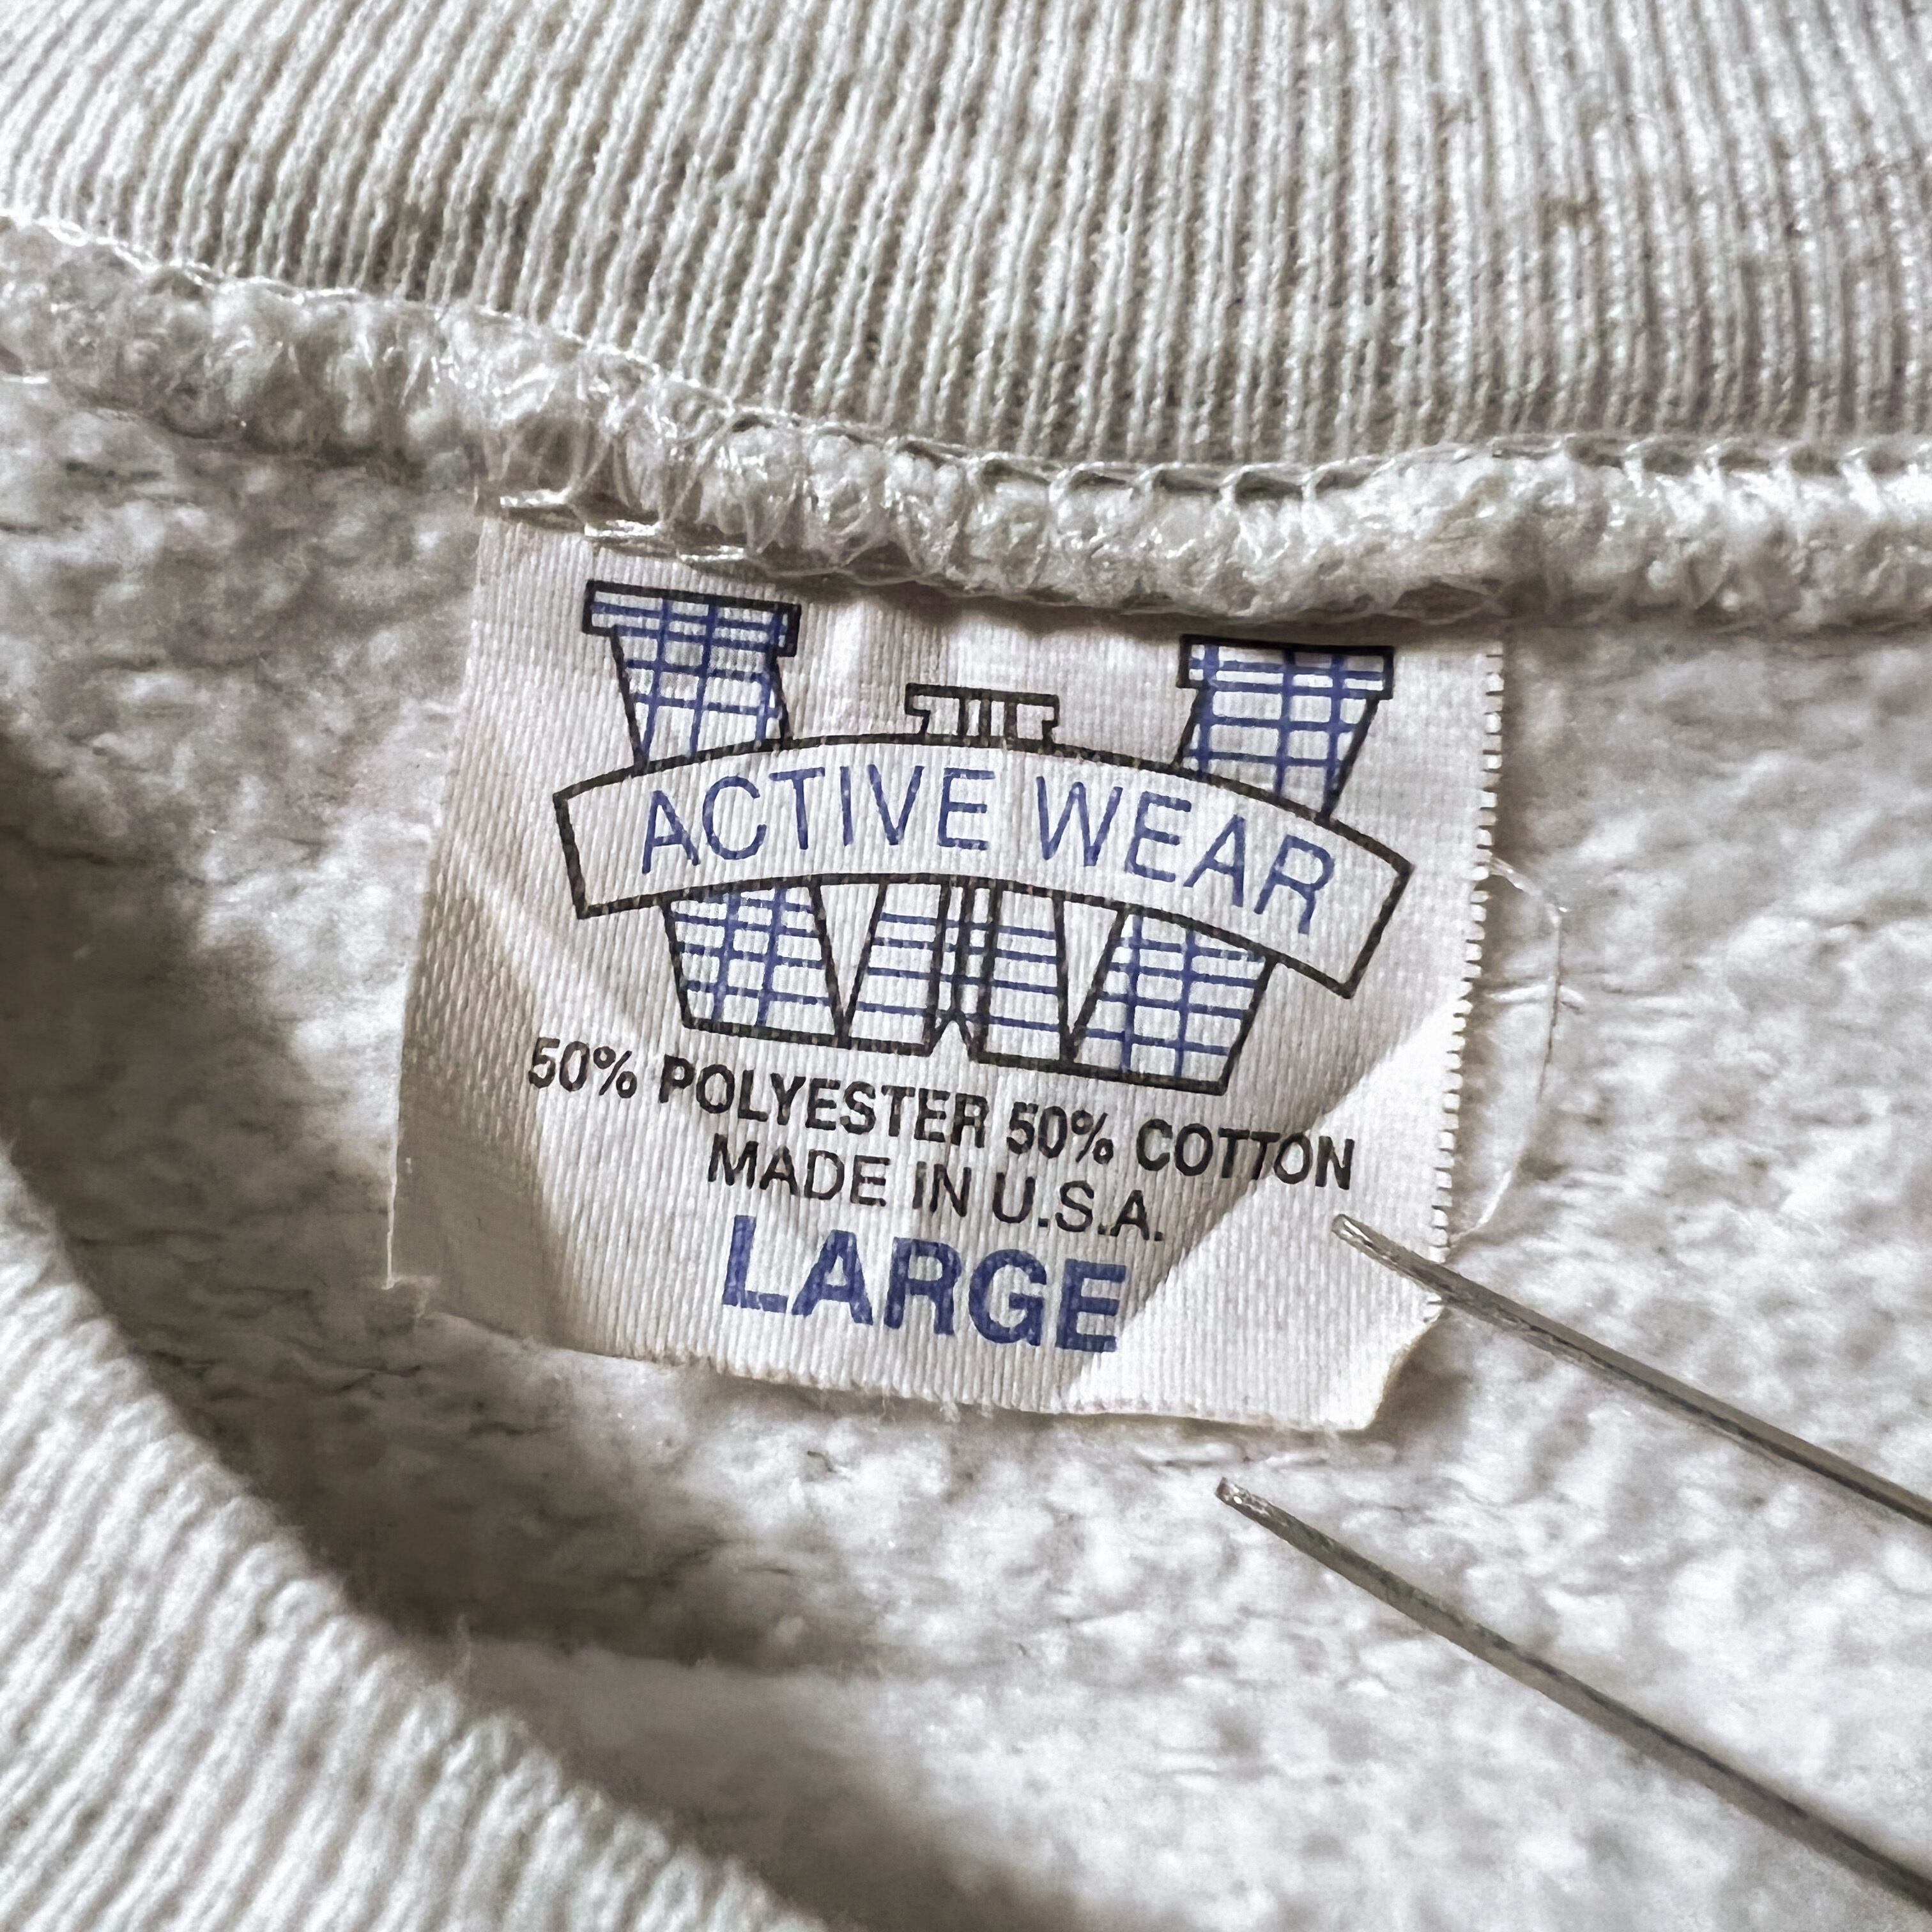 ACTIVE WEAR
50% POLYESTER 50% COTTON
MADE IN U.S.A.
LARGE